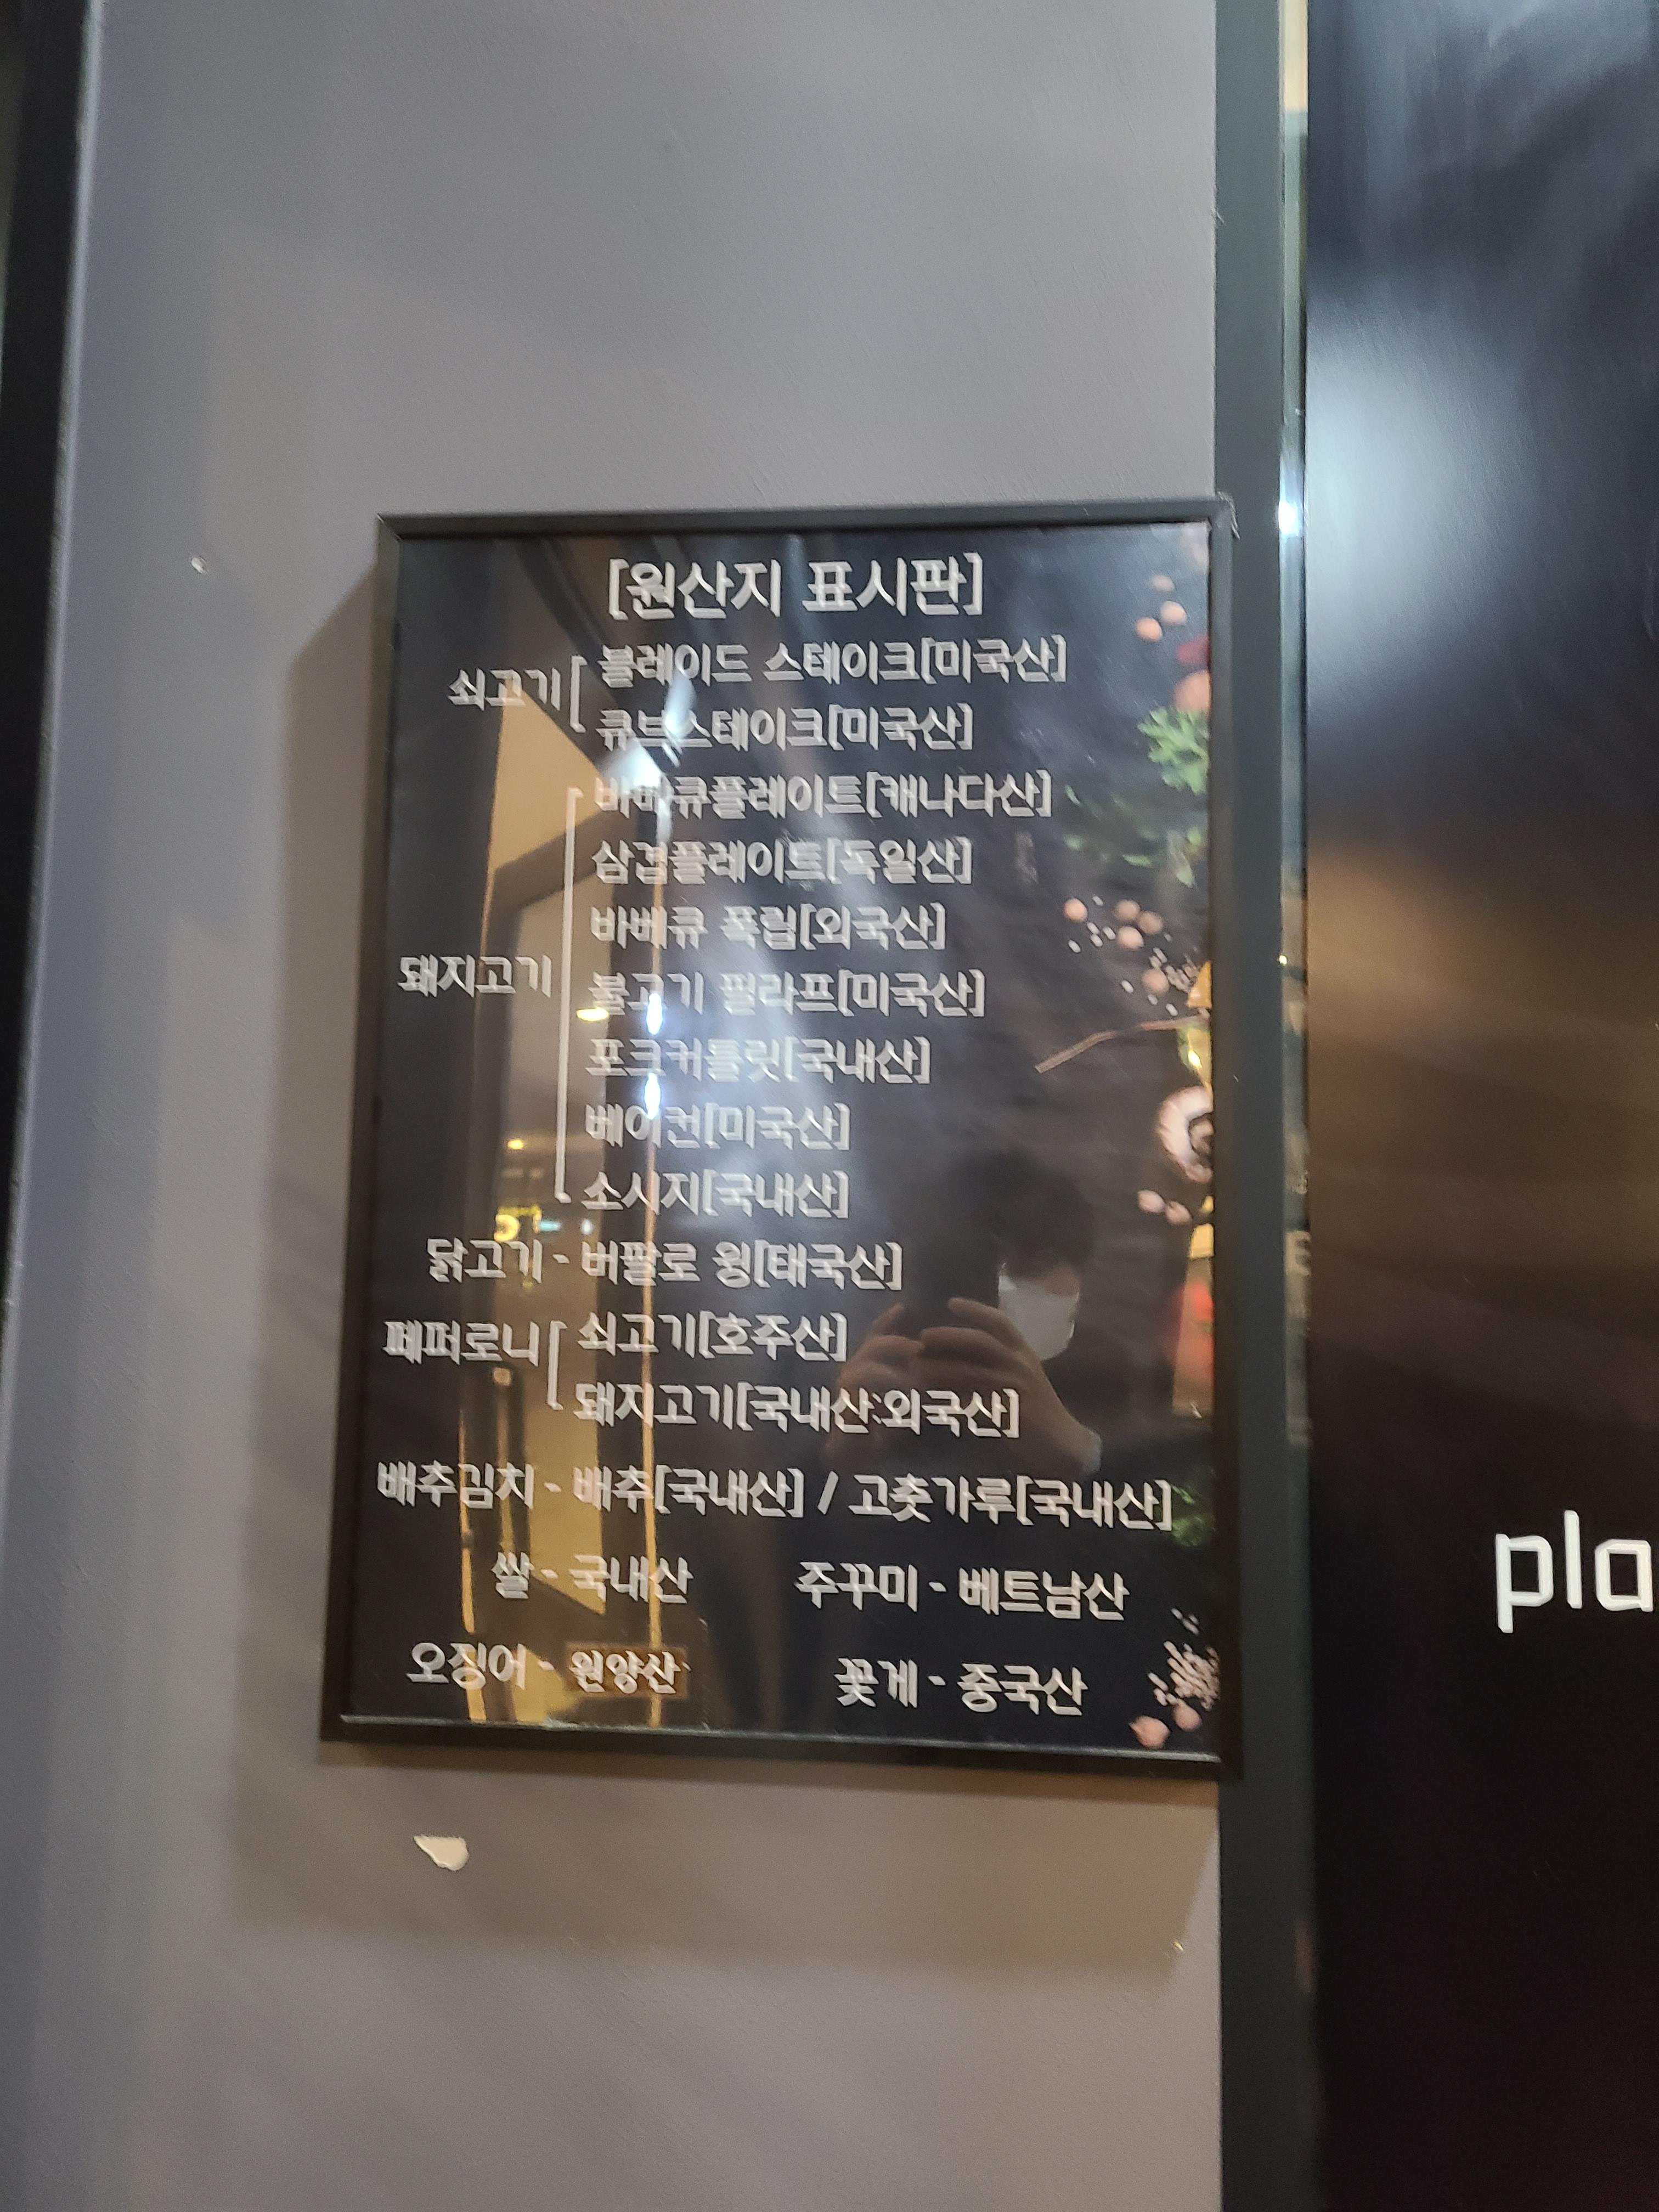 [원산지 표시판]
쇠고기 블레이드 스테이크[미국산]
큐브스테이크[미국산]
바베큐플레이트[캐나다산]
삼겹플레이트[독일산]
바베큐 폭립[외국산]
돼지고기 불고기 필라프[미국산]
포크커틀릿[국내산]
베이컨[미국산]
소시지[국내산]
닭고기 - 버팔로 윙[태국산]
페퍼로니 쇠고기[호주산]
돼지고기[국내산:외국산]
배추김치 - 배추[국내산] / 고춧가루[국내산]
쌀 - 국내산 주꾸미 - 베트남산
오징어 - 원양산 꽃게 - 중국산
pla